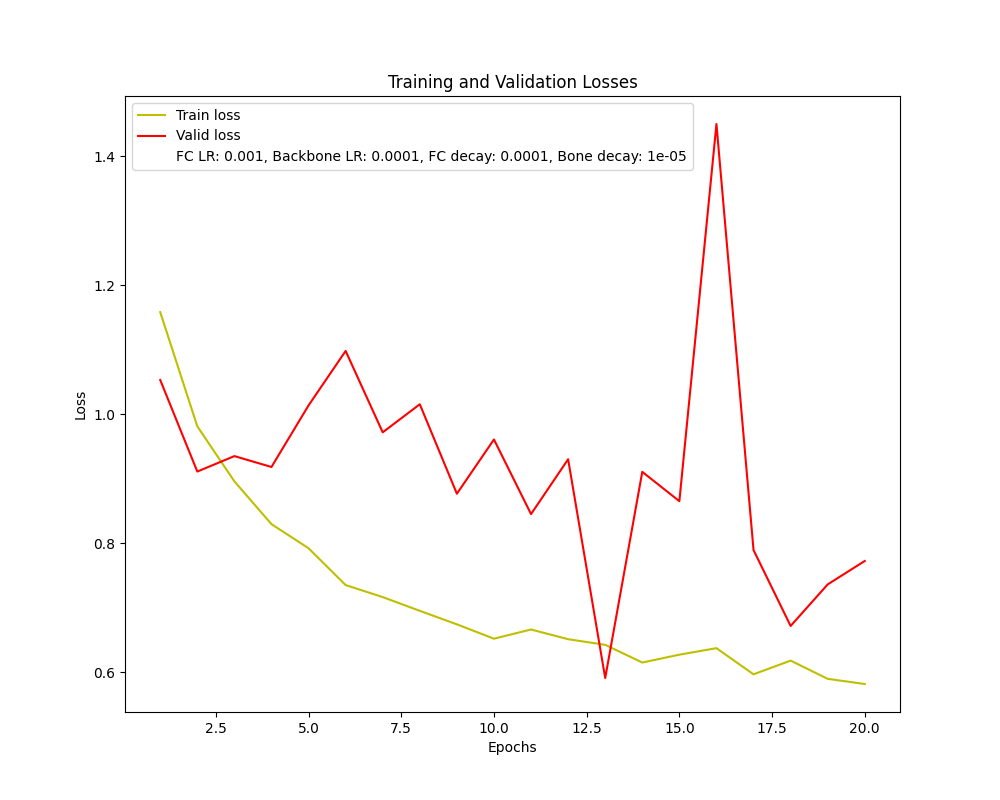 Training and Validation Losses
Train loss
Valid loss
FC LR: 0.001, Backbone LR: 0.0001, FC decay: 0.0001, Bone decay: 1e-05
1.4
1.2
1.0
0.8
0.6
Loss
2.5 5.0 7.5 10.0 12.5 15.0 17.5 20.0
Epochs